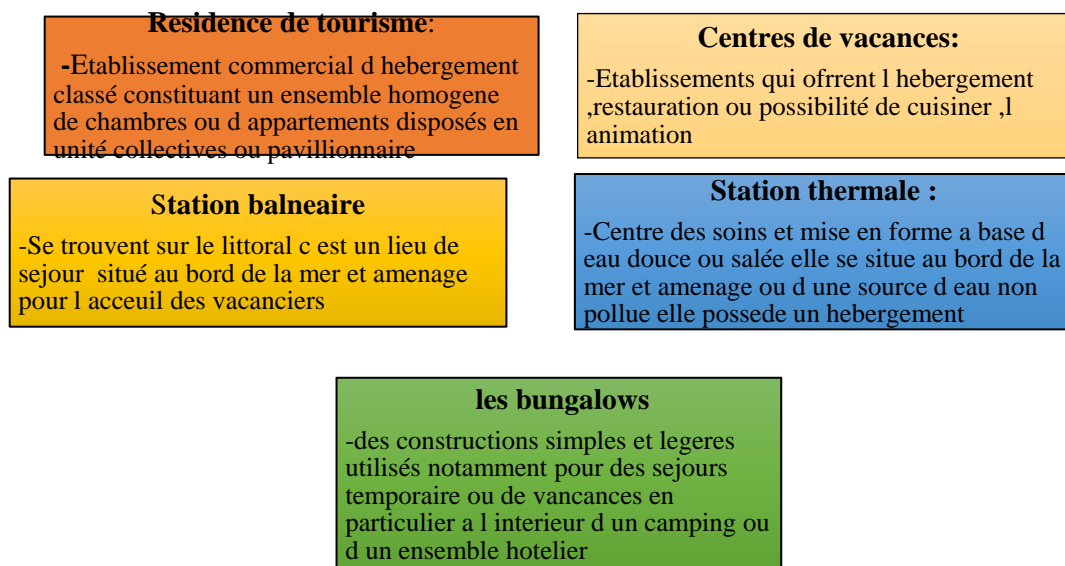 Residence de tourisme:
-Etablissement commercial d hebergement
classé constituant un ensemble homogene
de chambres ou d appartements disposés en
unité collectives ou pavillionnaire
Centres de vacances:
-Etablissements qui ofrrent l hebergement
,restauration ou possibilité de cuisiner ,l
animation
Station balneaire
-Se trouvent sur le littoral c est un lieu de
sejour situé au bord de la mer et amenage
pour l acceuil des vacanciers
Station thermale :
-Centre des soins et mise en forme a base d
eau douce ou salée elle se situe au bord de la
mer et amenage ou d une source d eau non
pollue elle possede un hebergement
les bungalows
-des constructions simples et legeres
utilisés notamment pour des sejours
temporaire ou de vancances en
particulier a l interieur d un camping ou
d un ensemble hotelier